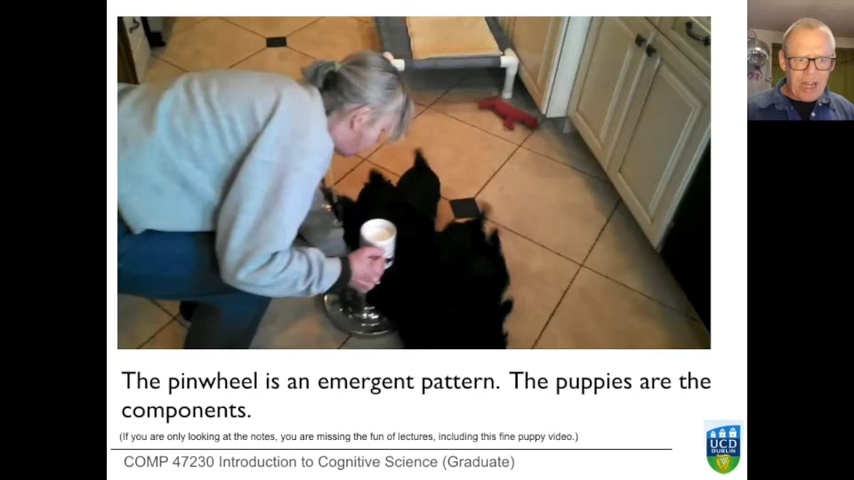 The pinwheel is an emergent pattern. The puppies are the
components.
(If you are only looking at the notes, you are missing the fun of lectures, including this fine puppy video.)
COMP 47230 Introduction to Cognitive Science (Graduate)
UCD
DUBLIN